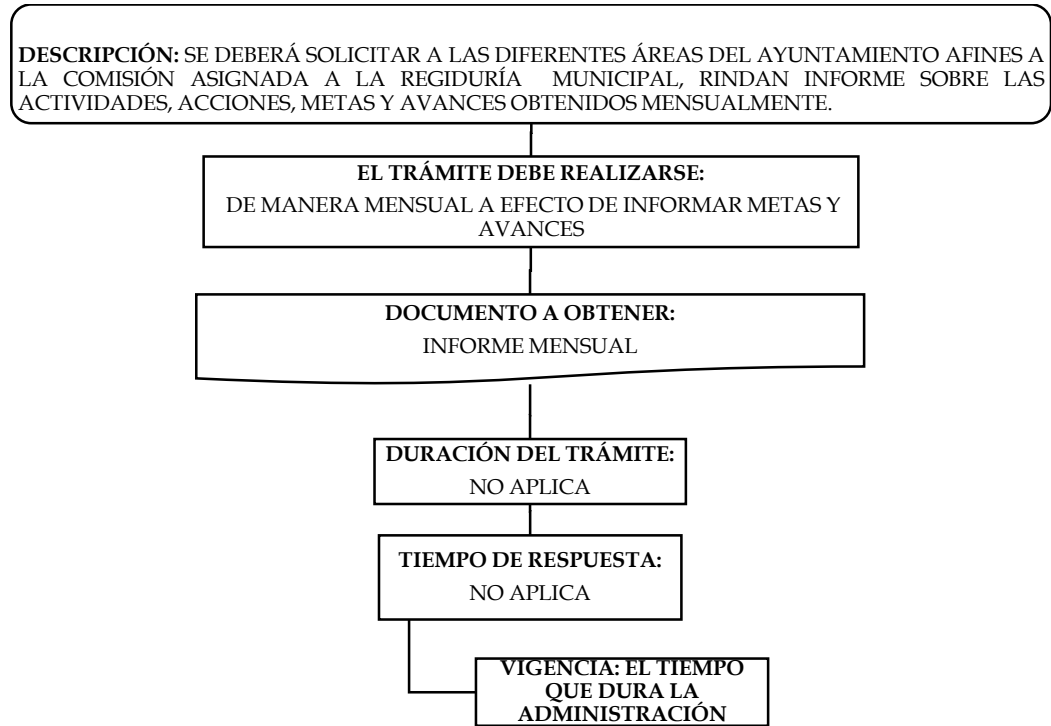 DESCRIPCIÓN: SE DEBERÁ SOLICITAR A LAS DIFERENTES ÁREAS DEL AYUNTAMIENTO AFINES A
LA COMISIÓN ASIGNADA A LA REGIDURÍA MUNICIPAL, RINDAN INFORME SOBRE LAS
ACTIVIDADES, ACCIONES, METAS Y AVANCES OBTENIDOS MENSUALMENTE.
EL TRÁMITE DEBE REALIZARSE:
DE MANERA MENSUAL A EFECTO DE INFORMAR METAS Y
AVANCES
DOCUMENTO A OBTENER:
INFORME MENSUAL
DURACIÓN DEL TRÁMITE:
NO APLICA
TIEMPO DE RESPUESTA:
NO APLICA
VIGENCIA: EL TIEMPO
QUE DURA LA
ADMINISTRACIÓN